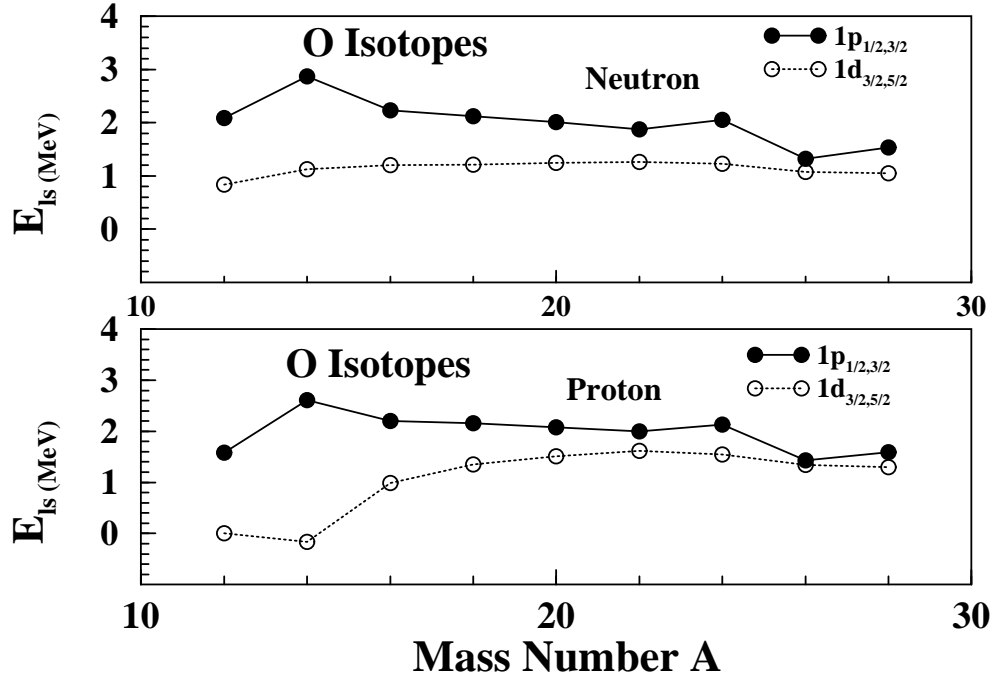 O Isotopes
Neutron
1p1/2,3/2
1d3/2,5/2
4
3
2
1
0
E_ls (MeV)
10 20 30
O Isotopes
Proton
1p1/2,3/2
1d3/2,5/2
4
3
2
1
0
E_ls (MeV)
10 20 30
Mass Number A